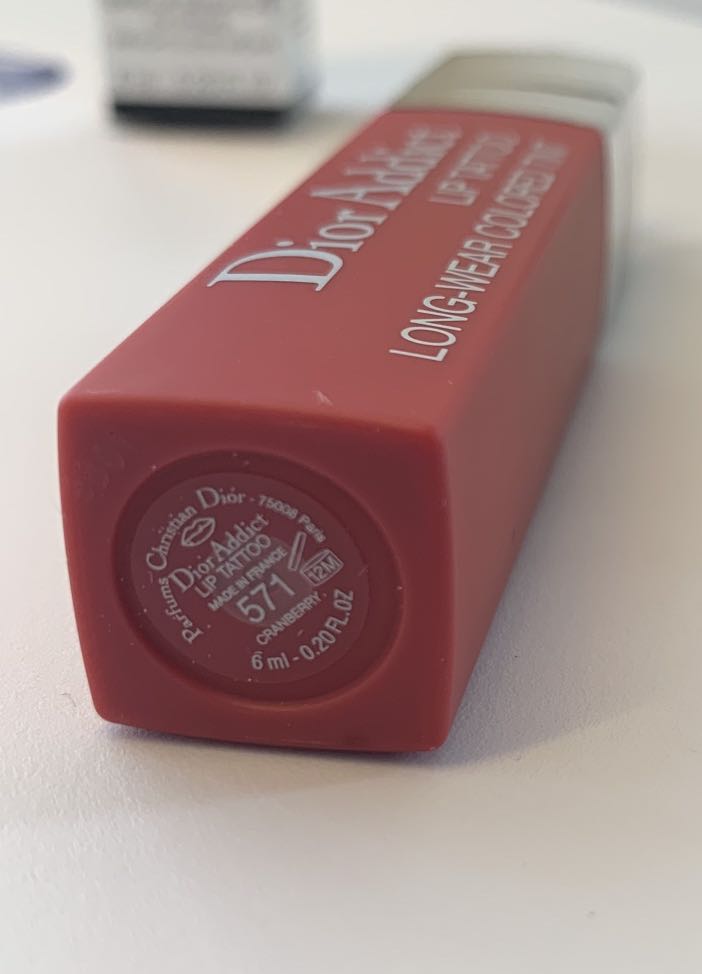 Dior Addict
LIP TATTOO
LONG-WEAR COLORED TINT
Parfums Christian Dior - 75008 Paris
Dior Addict
LIP TATTOO
MADE IN FRANCE
571
CRANBERRY
12M
6 ml - 0.20 FL.OZ